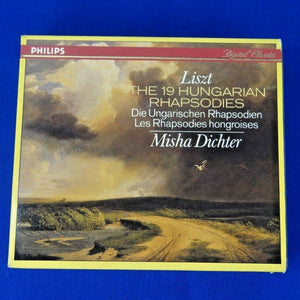 PHILIPS
Digital Classics
Liszt
THE 19 HUNGARIAN
RHAPSODIES
Die Ungarischen Rhapsodien
Les Rhapsodies hongroises
Misha Dichter